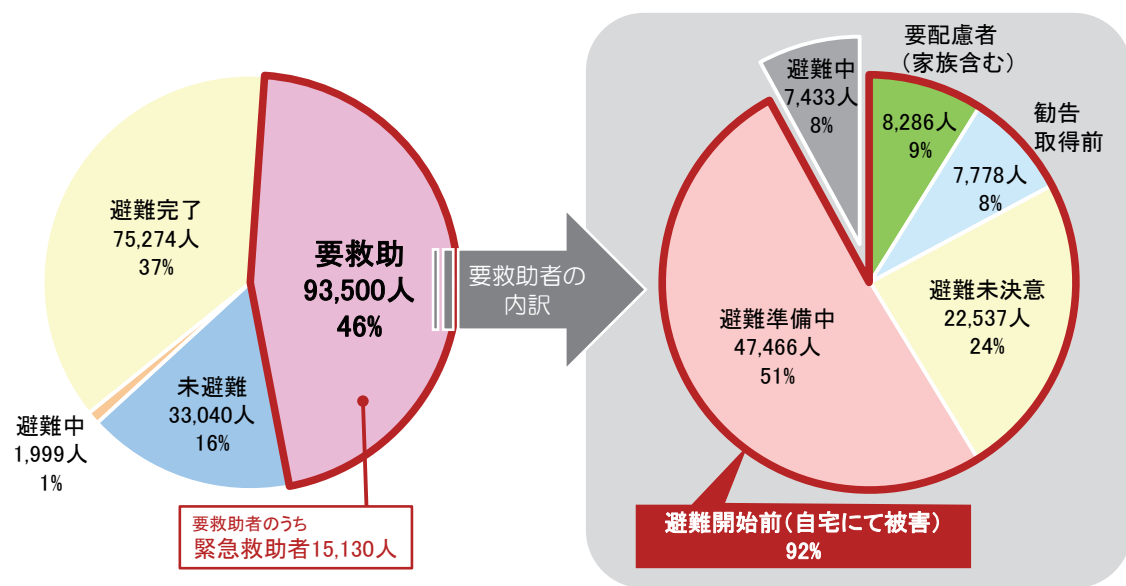 避難完了
75,274人
37%
要救助
93,500人
46%
未避難
33,040人
16%
避難中
1,999人
1%
要救助者のうち
緊急救助者15,130人
要救助者の
内訳
避難中
7,433人
8%
要配慮者
（家族含む）
8,286人
9%
勧告
取得前
7,778人
8%
避難未決意
22,537人
24%
避難準備中
47,466人
51%
避難開始前（自宅にて被害）
92%